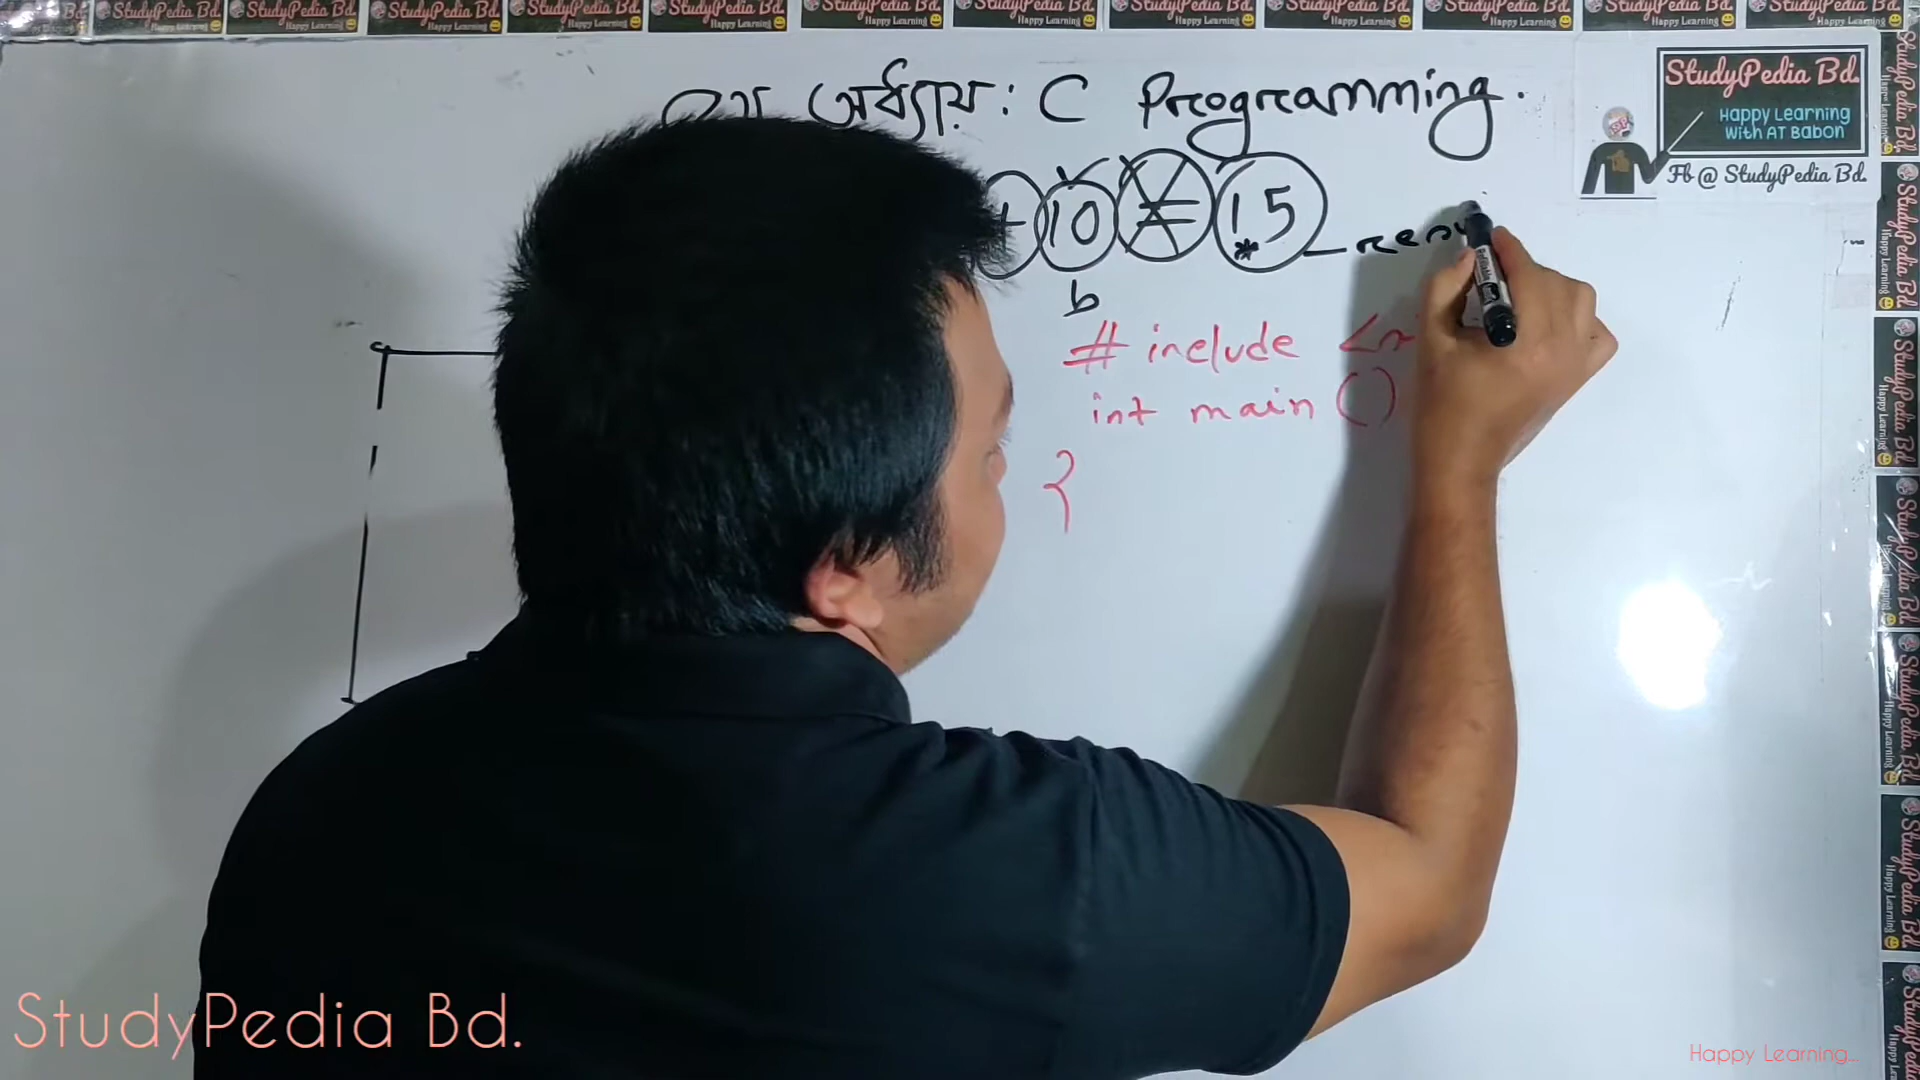 অধ্যায়: C Programming.
+ 10 = 15
b
# include <
int main ()
{
StudyPedia Bd.
Happy Learning
With AT Babon
Fb @ StudyPedia Bd.
StudyPedia Bd.
Happy Learning...